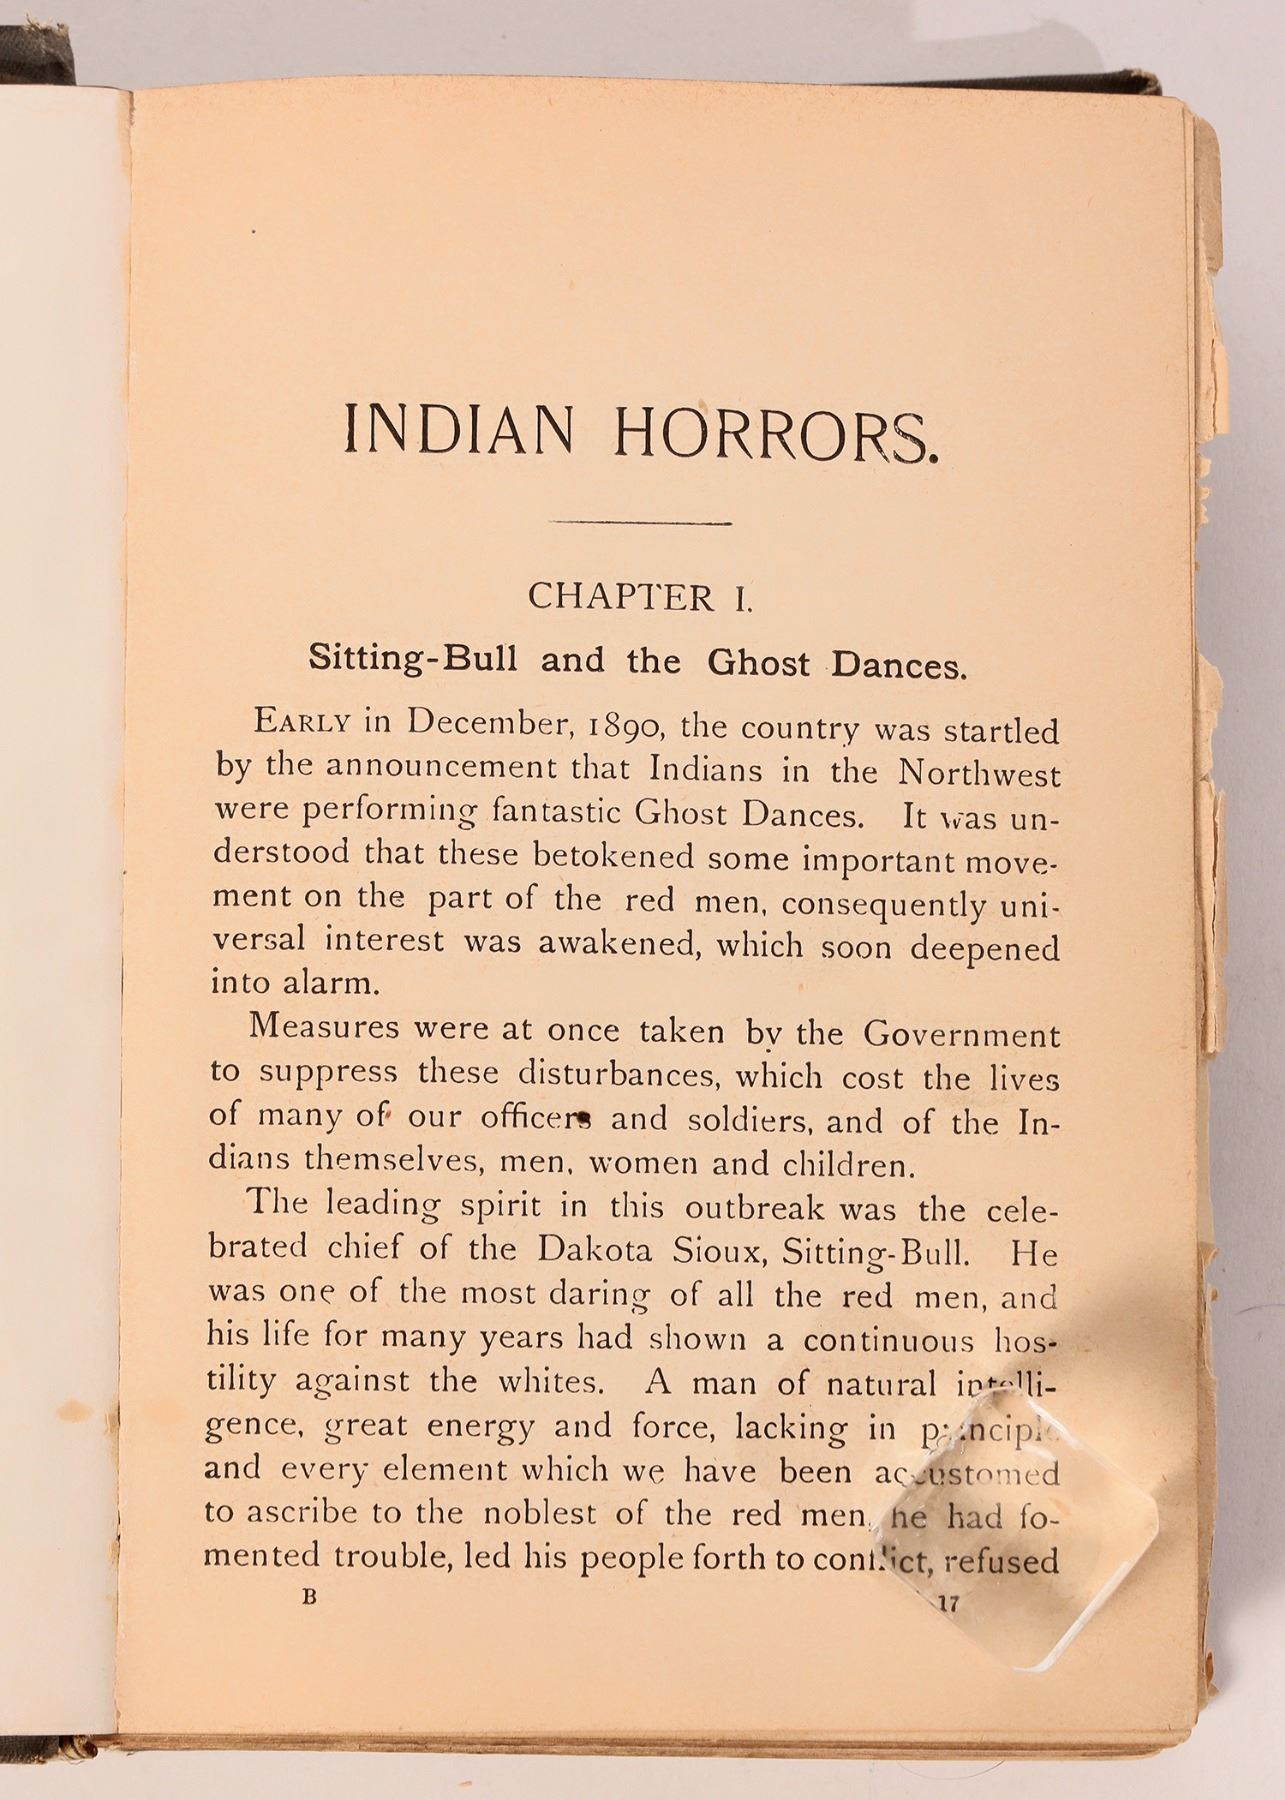 INDIAN HORRORS.
CHAPTER I.
Sitting-Bull and the Ghost Dances.
EARLY in December, 1890, the country was startled
by the announcement that Indians in the Northwest
were performing fantastic Ghost Dances. It was un-
derstood that these betokened some important move-
ment on the part of the red men, consequently uni-
versal interest was awakened, which soon deepened
into alarm.
Measures were at once taken by the Government
to suppress these disturbances, which cost the lives
of many of our officers and soldiers, and of the In-
dians themselves, men, women and children.
The leading spirit in this outbreak was the cele-
brated chief of the Dakota Sioux, Sitting-Bull. He
was one of the most daring of all the red men, and
his life for many years had shown a continuous hos-
tility against the whites. A man of natural intelli-
gence, great energy and force, lacking in principle
and every element which we have been accustomed
to ascribe to the noblest of the red men, he had fo-
mented trouble, led his people forth to conflict, refused
B 17